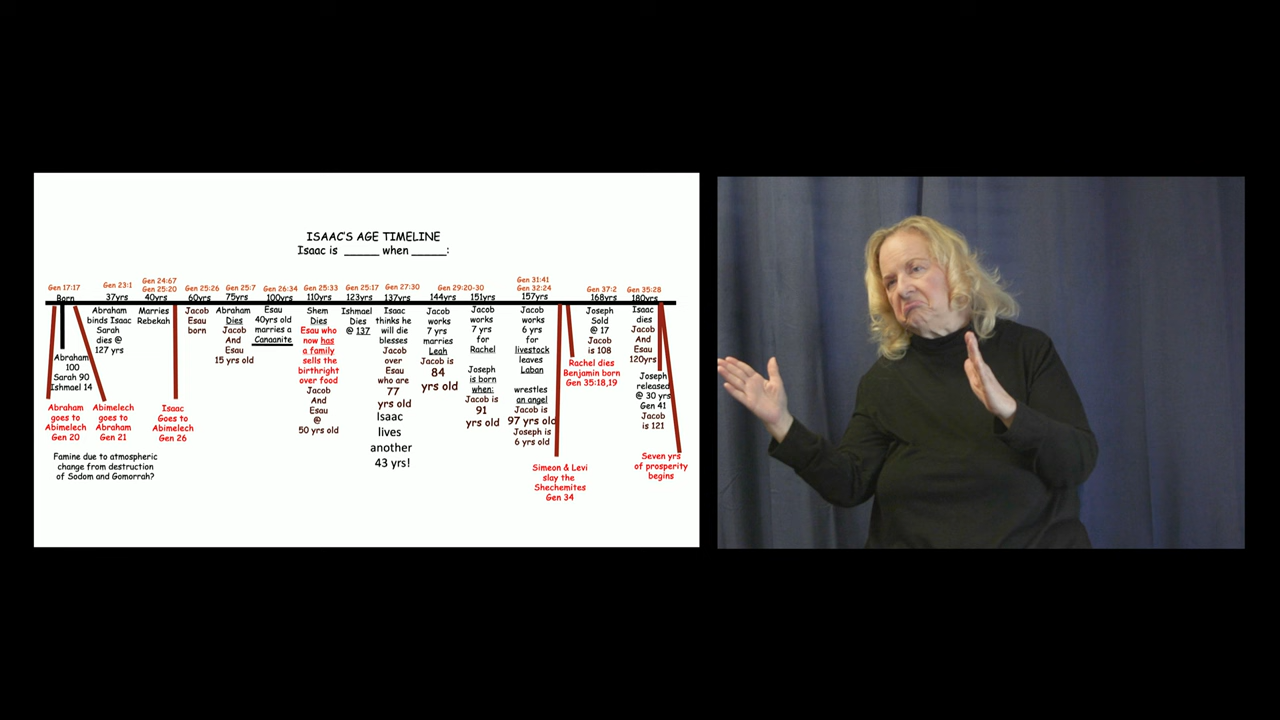 ISAAC'S AGE TIMELINE
Isaac is _____ when _____:
Gen 17:17
Born
Abraham
100
Sarah 90
Ishmael 14
Abraham
goes to
Abimelech
Gen 20
Abimelech
goes to
Abraham
Gen 21
Famine due to atmospheric
change from destruction
of Sodom and Gomorrah?
Gen 23:1
37yrs
Abraham
binds Isaac
Sarah
dies @
127 yrs
Gen 24:67
Gen 25:20
40yrs
Marries
Rebekah
Isaac
Goes to
Abimelech
Gen 26
Gen 25:26
60yrs
Jacob
Esau
born
Gen 25:7
75yrs
Abraham
Dies
Jacob
And
Esau
15 yrs old
Gen 26:34
100yrs
Esau
40yrs old
marries a
Canaanite
Gen 25:33
110yrs
Shem
Dies
Esau who
now has
a family
sells the
birthright
over food
Jacob
And
Esau
@
50 yrs old
Gen 25:17
123yrs
Ishmael
Dies
@ 137
Gen 27:30
137yrs
Isaac
thinks he
will die
blesses
Jacob
over
Esau
who are
77
yrs old
Isaac
lives
another
43 yrs!
Gen 29:20-30
144yrs
Jacob
works
7 yrs
marries
Leah
Jacob is
84
yrs old
151yrs
Jacob
works
7 yrs
for
Rachel
Joseph
is born
when:
Jacob is
91
yrs old
Gen 31:41
Gen 32:24
157yrs
Jacob
works
6 yrs
for
livestock
leaves
Laban
wrestles
an angel
Jacob is
97 yrs old
Joseph is
6 yrs old
Simeon & Levi
slay the
Shechemites
Gen 34
Rachel dies
Benjamin born
Gen 35:18,19
Gen 37:2
168yrs
Joseph
Sold
@ 17
Jacob
is 108
Gen 35:28
180yrs
Isaac
dies
Jacob
And
Esau
120yrs
Joseph
released
@ 30 yrs
Gen 41
Jacob
is 121
Seven yrs
of prosperity
begins